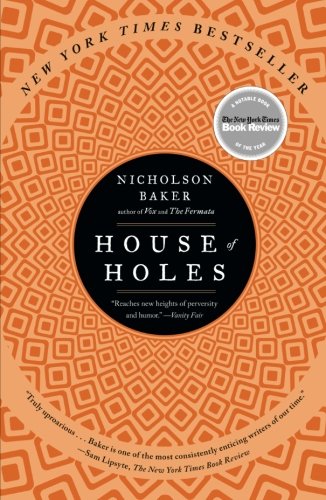 NEW YORK TIMES BESTSELLER
A NOTABLE BOOK
The New York Times
Book Review
OF THE YEAR
NICHOLSON
BAKER
author of Vox and The Fermata
HOUSE of
HOLES
"Reaches new heights of perversity
and humor."—Vanity Fair
"Truly uproarious . . . Baker is one of the most consistently enticing writers of our time."
—Sam Lipsyte, The New York Times Book Review